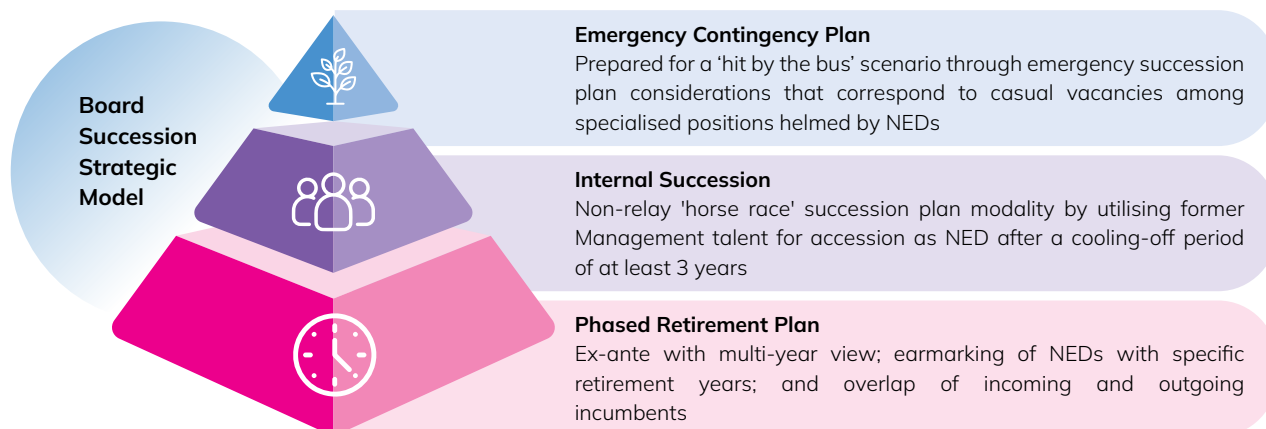 Board
Succession
Strategic
Model
Emergency Contingency Plan
Prepared for a ‘hit by the bus’ scenario through emergency succession
plan considerations that correspond to casual vacancies among
specialised positions helmed by NEDs
Internal Succession
Non-relay 'horse race' succession plan modality by utilising former
Management talent for accession as NED after a cooling-off period
of at least 3 years
Phased Retirement Plan
Ex-ante with multi-year view; earmarking of NEDs with specific
retirement years; and overlap of incoming and outgoing
incumbents